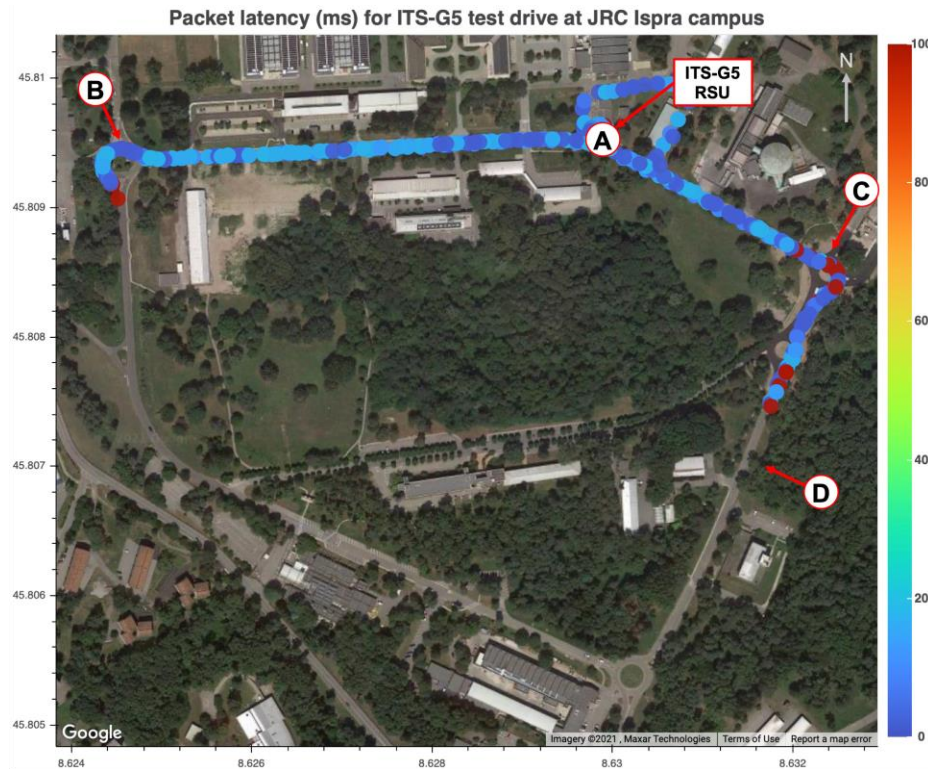 Packet latency (ms) for ITS-G5 test drive at JRC Ispra campus
45.81
45.809
45.808
45.807
45.806
45.805
B
A
ITS-G5
RSU
N
C
D
100
80
60
40
20
0
Google
Imagery ©2021 , Maxar Technologies
Terms of Use
Report a map error
8.624
8.626
8.628
8.63
8.632